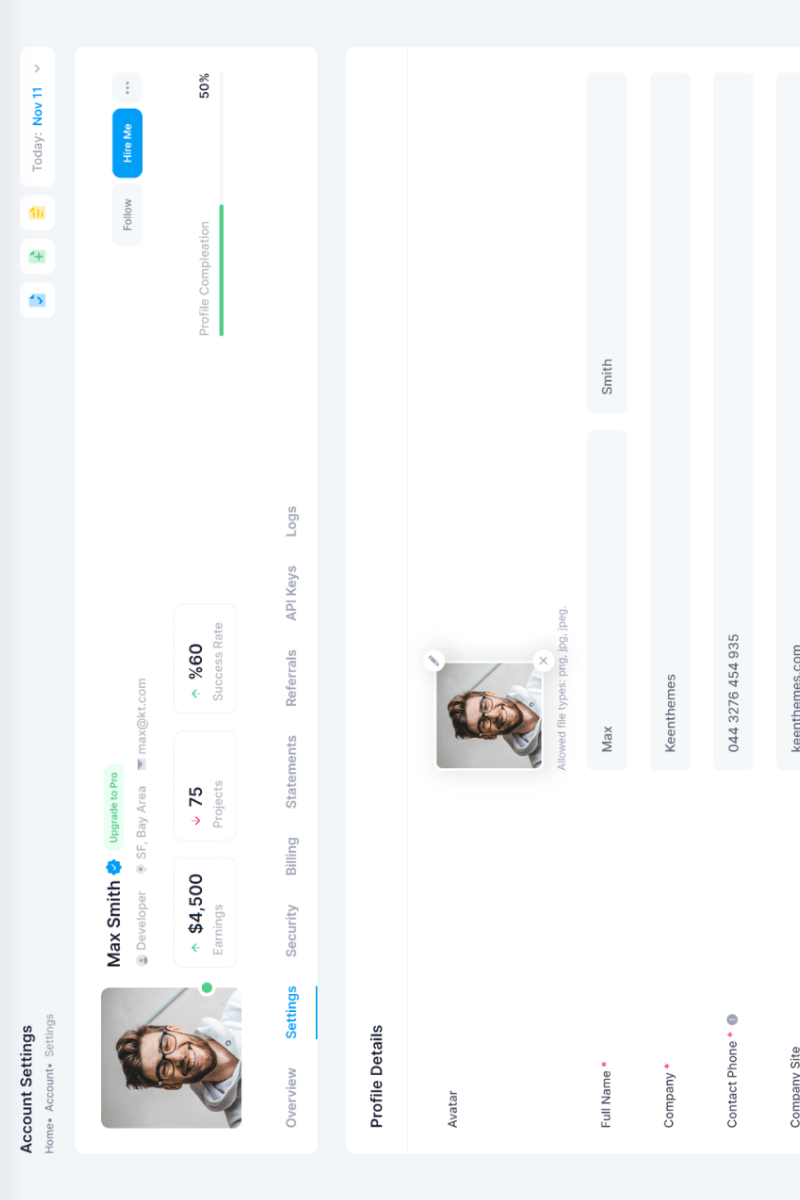 Account Settings
Home• Account• Settings
Today: Nov 11
Max Smith Upgrade to Pro
Developer SF, Bay Area max@kt.com
Follow Hire Me
$4,500 75 %60
Earnings Projects Success Rate
Profile Compleation 50%
Overview Settings Security Billing Statements Referrals API Keys Logs
Profile Details
Avatar
Allowed file types: png, jpg, jpeg.
Full Name * Max Smith
Company * Keenthemes
Contact Phone * 044 3276 454 935
Company Site keenthemes.com